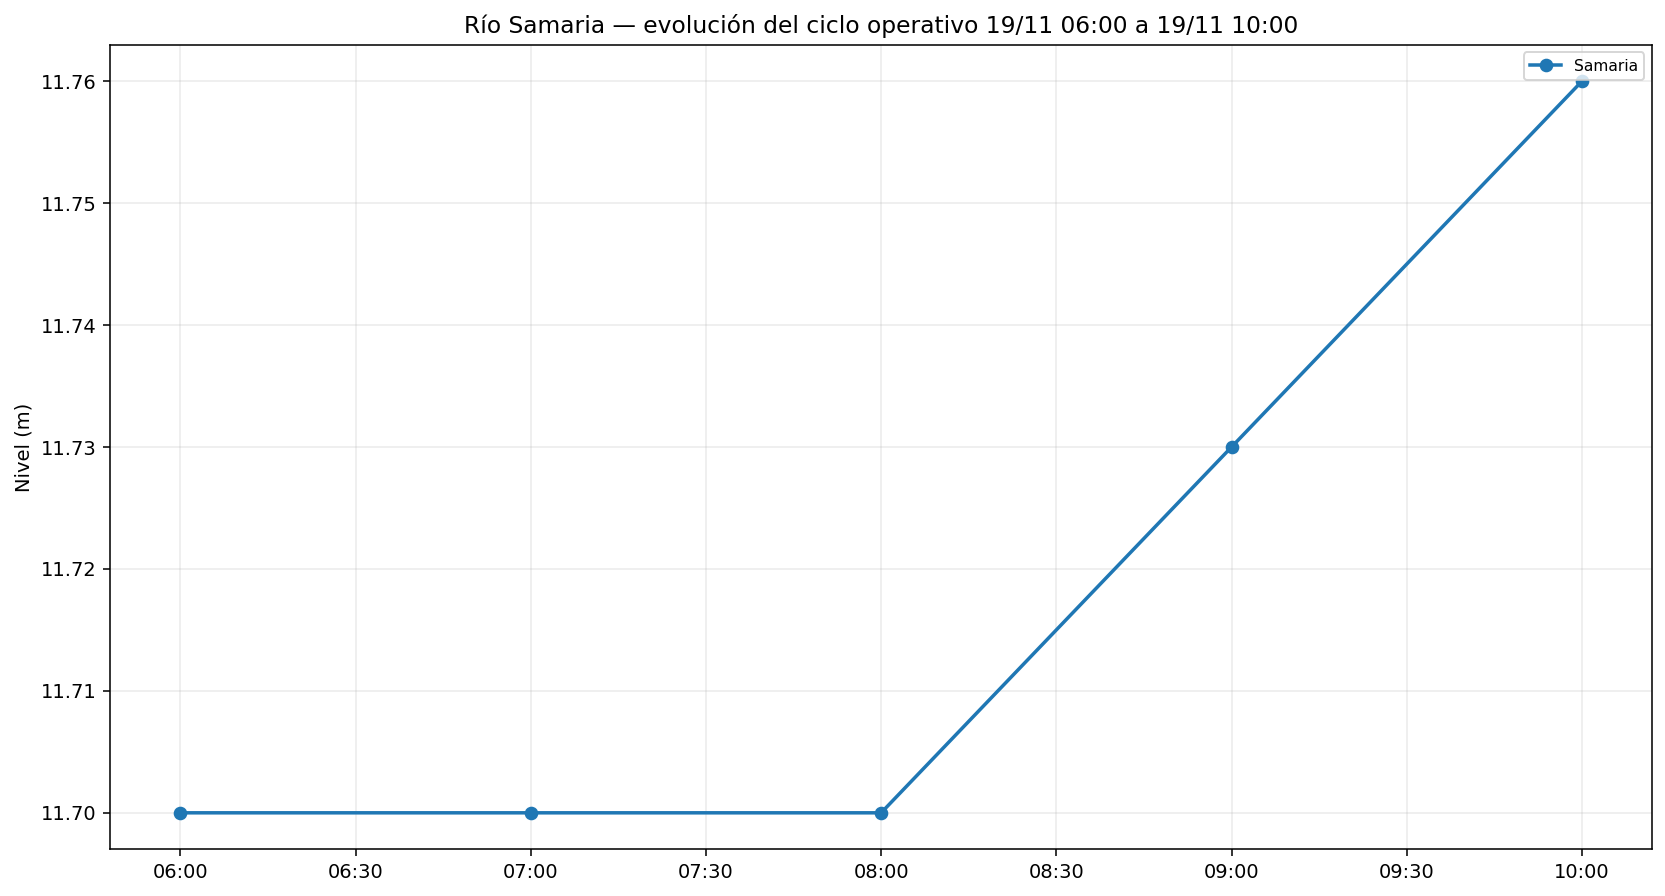 Río Samaria — evolución del ciclo operativo 19/11 06:00 a 19/11 10:00
Samaria
Nivel (m)
11.76
11.75
11.74
11.73
11.72
11.71
11.70
06:00 06:30 07:00 07:30 08:00 08:30 09:00 09:30 10:00